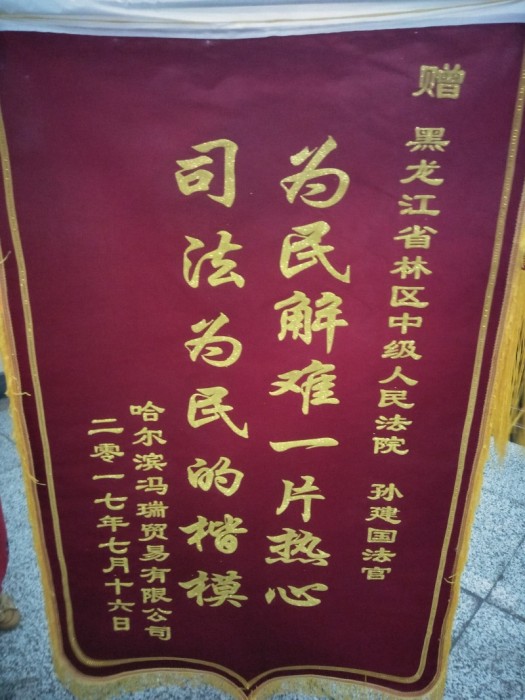 赠 黑龙江省林区中级人民法院 孙建国法官
为民解难一片热心
司法为民的楷模
哈尔滨冯瑞贸易有限公司
二零一七年七月十六日